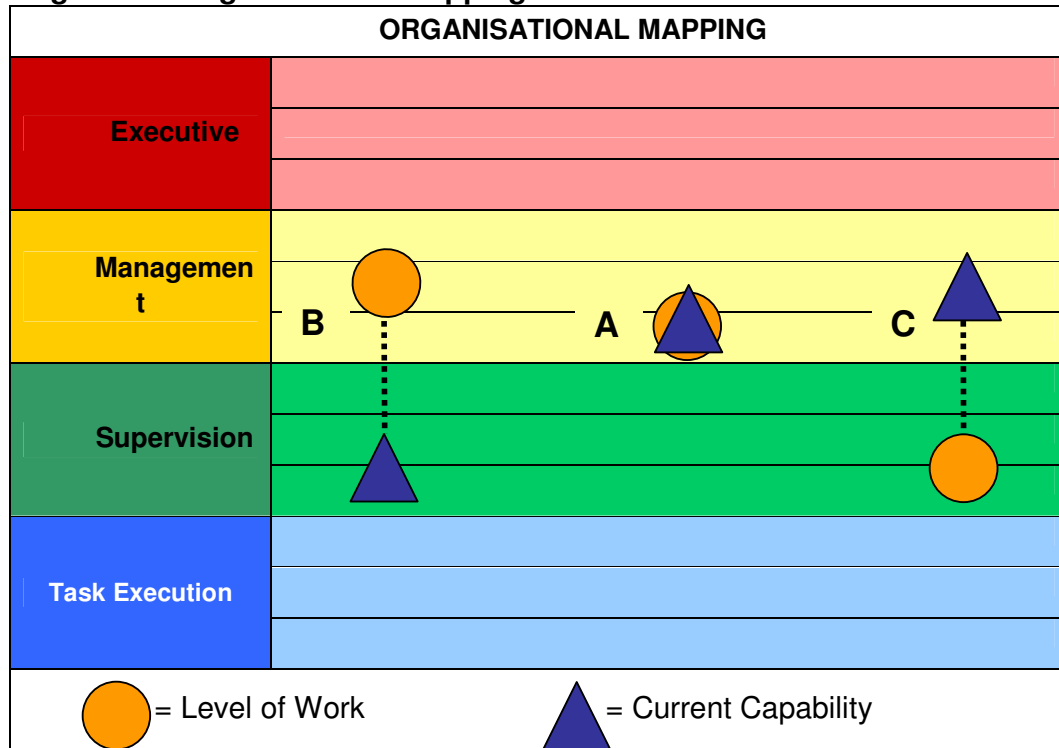 ORGANISATIONAL MAPPING
Executive
Managemen
t
B
A
C
Supervision
Task Execution
= Level of Work
= Current Capability